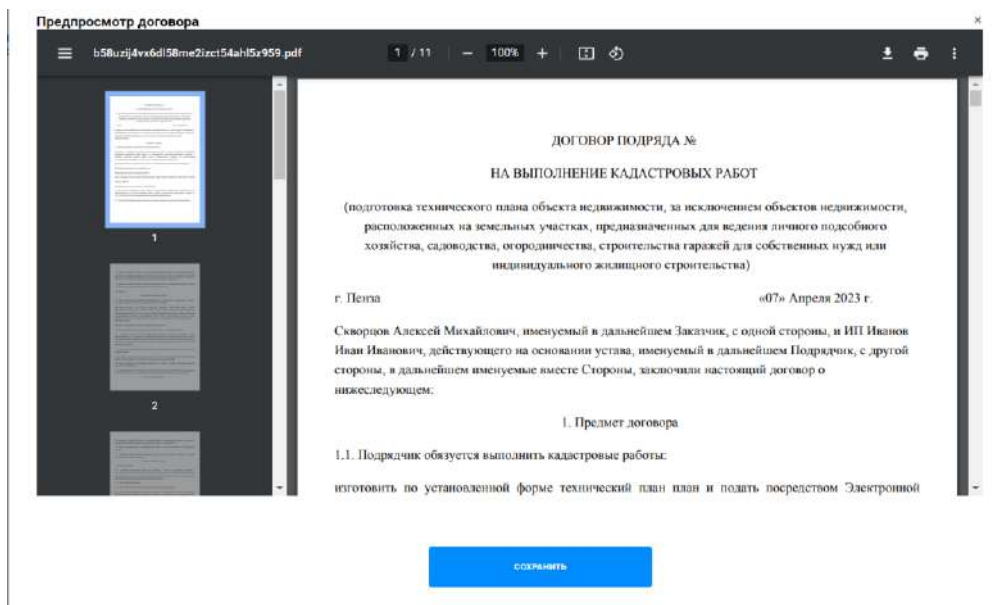 Предпросмотр договора
×
b58uzij4vx6dl58me2izct54ahl5z959.pdf 1 / 11 − 100% +
ДОГОВОР ПОДРЯДА №
НА ВЫПОЛНЕНИЕ КАДАСТРОВЫХ РАБОТ
(подготовка технического плана объекта недвижимости, за исключением объектов недвижимости,
расположенных на земельных участках, предназначенных для ведения личного подсобного
хозяйства, садоводства, огородничества, строительства гаражей для собственных нужд или
индивидуального жилищного строительства)
г. Пенза «07» Апреля 2023 г.
Скворцов Алексей Михайлович, именуемый в дальнейшем Заказчик, с одной стороны, и ИП Иванов
Иван Иванович, действующего на основании устава, именуемый в дальнейшем Подрядчик, с другой
стороны, в дальнейшем именуемые вместе Стороны, заключили настоящий договор о
нижеследующем:
1. Предмет договора
1.1. Подрядчик обязуется выполнить кадастровые работы:
изготовить по установленной форме технический план план и подать посредством Электронной
1
2
СОХРАНИТЬ